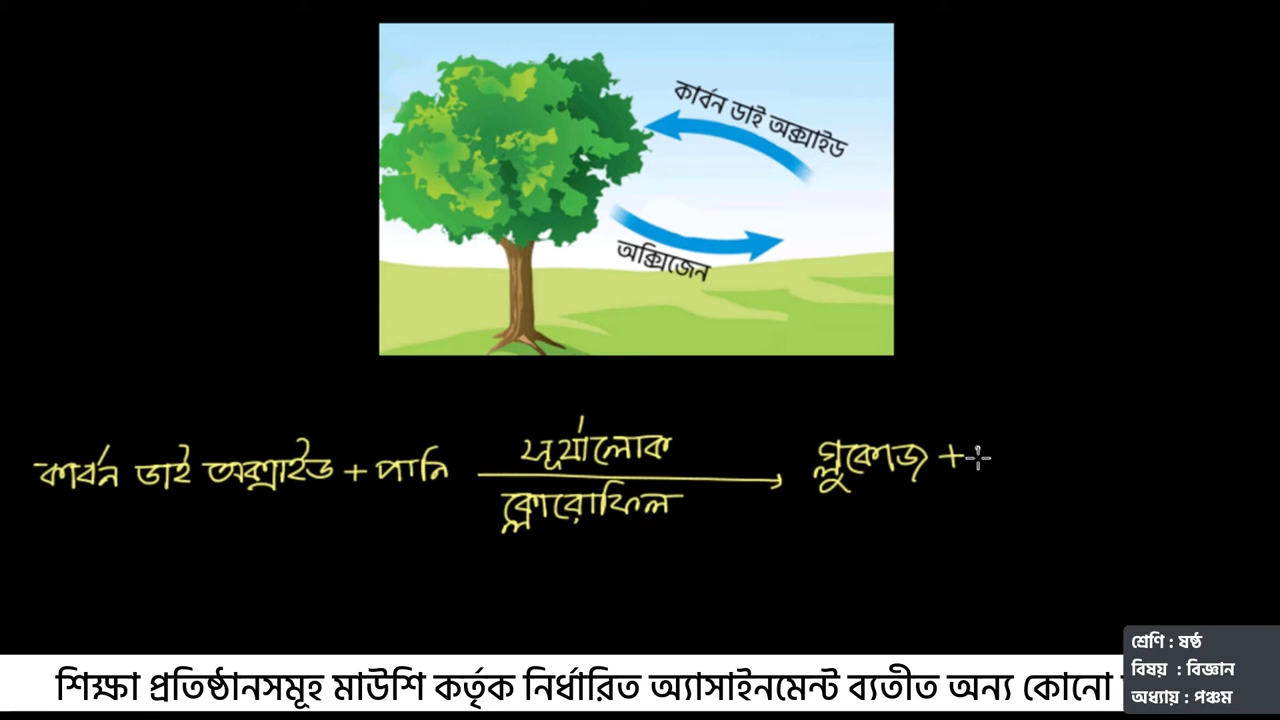 কার্বন ডাই অক্সাইড
অক্সিজেন
কার্বন ডাই অক্সাইড + পানি
সূর্যালোক
ক্লোরোফিল
গ্লুকোজ +
শ্রেণি : ষষ্ঠ
বিষয় : বিজ্ঞান
অধ্যায় : পঞ্চম
শিক্ষা প্রতিষ্ঠানসমূহ মাউশি কর্তৃক নির্ধারিত অ্যাসাইনমেন্ট ব্যতীত অন্য কোনো